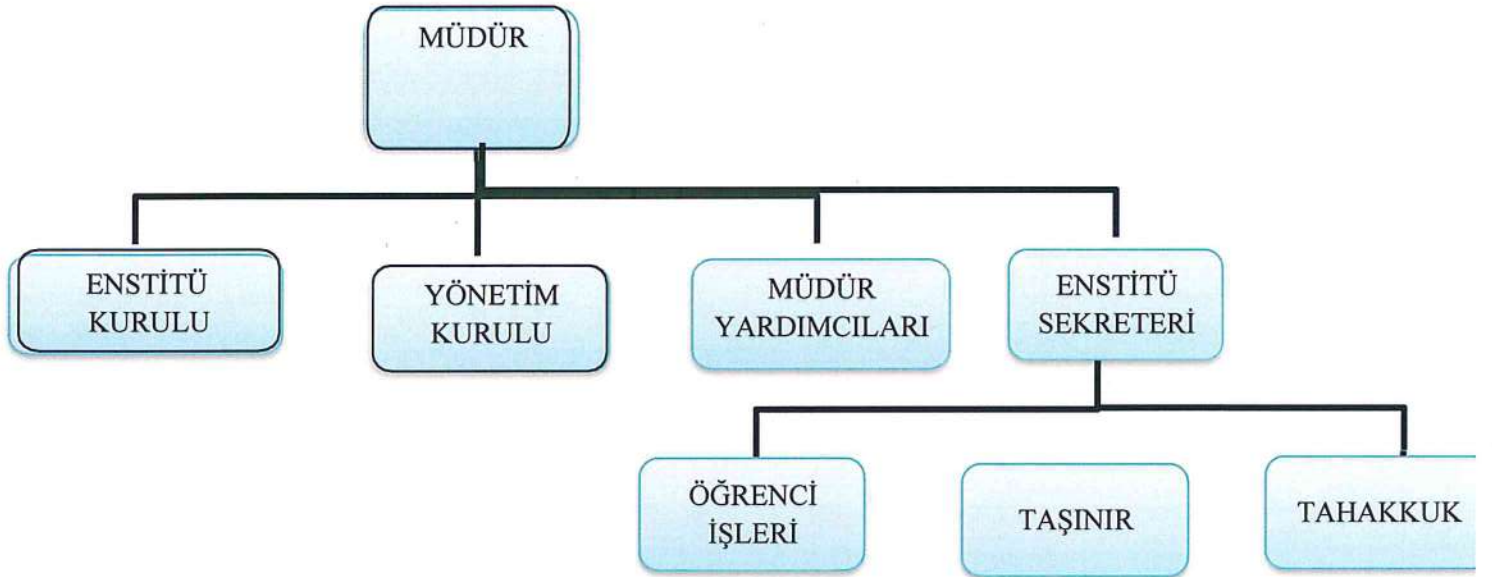 MÜDÜR
ENSTİTÜ
KURULU
YÖNETİM
KURULU
MÜDÜR
YARDIMCILARI
ENSTİTÜ
SEKRETERİ
ÖĞRENCİ
İŞLERİ
TAŞINIR
TAHAKKUK